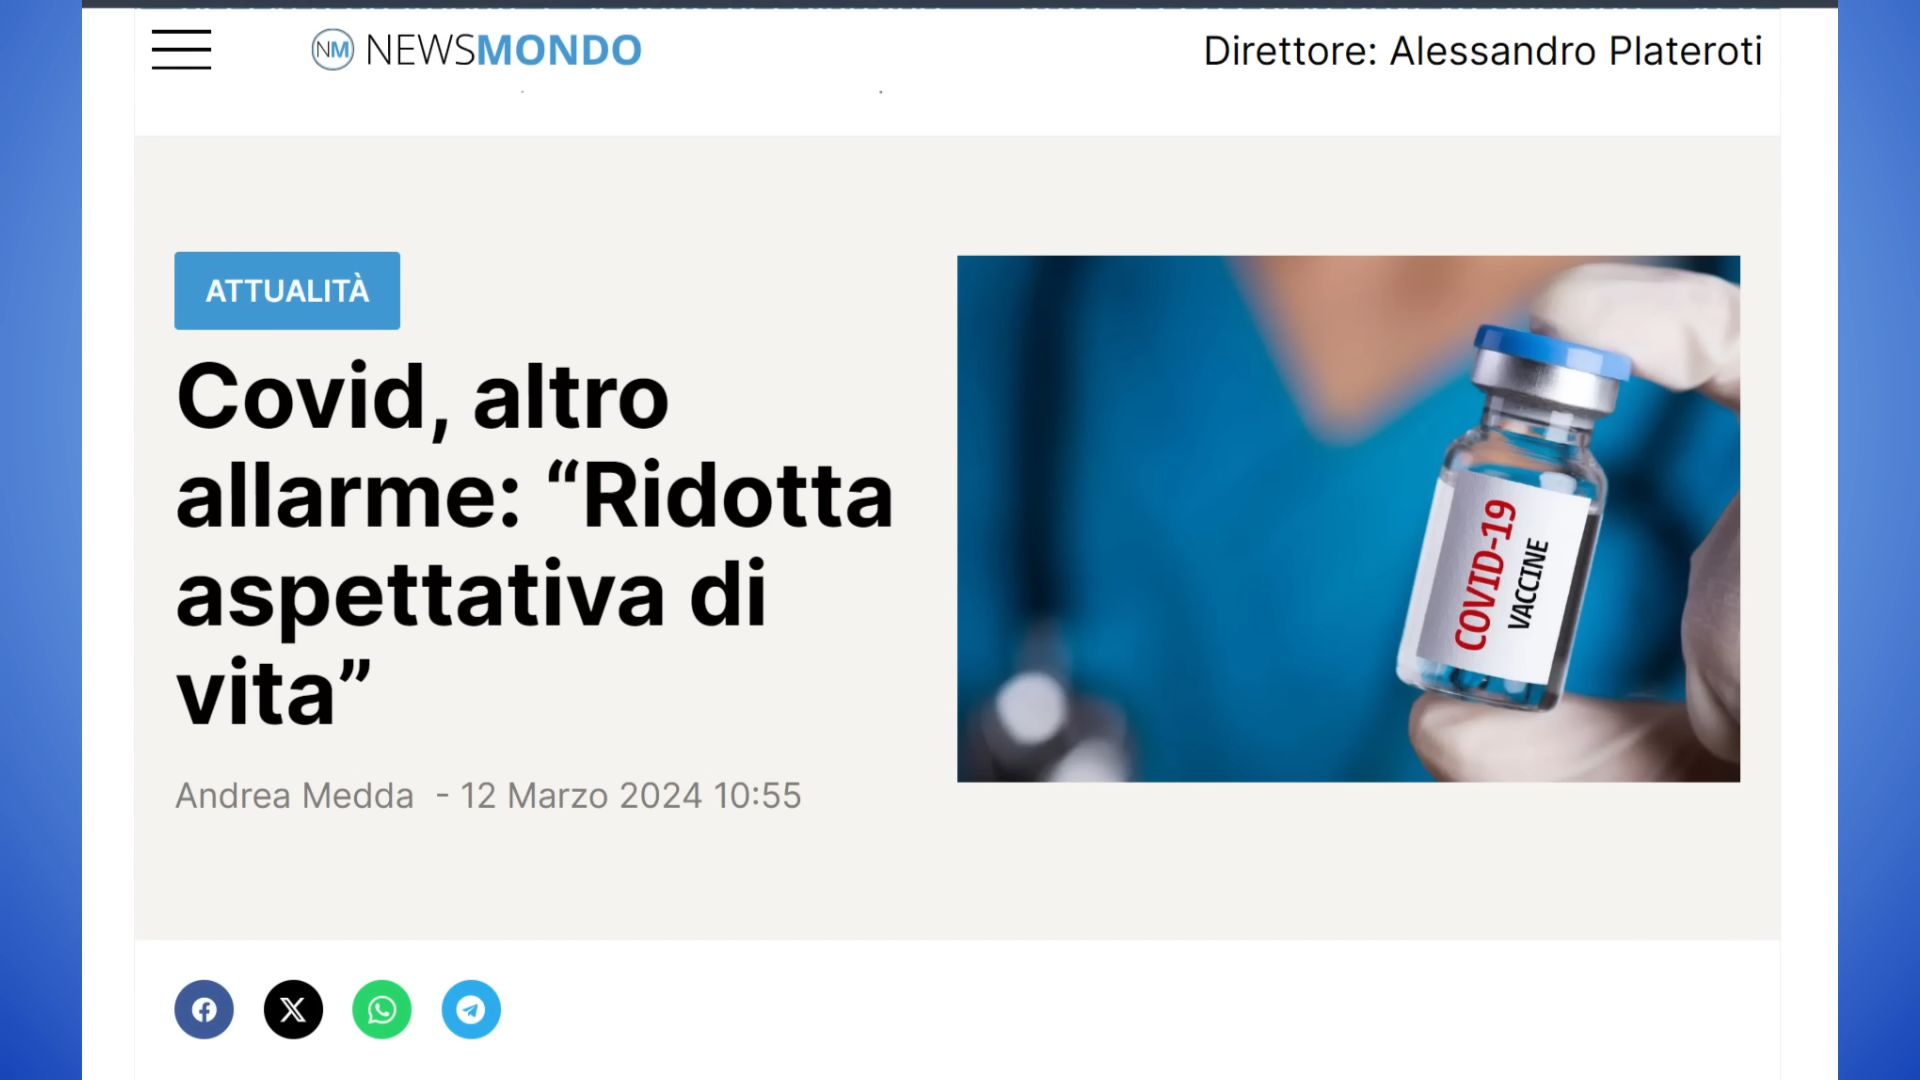 NM NEWSMONDO
Direttore: Alessandro Plateroti
ATTUALITÀ
Covid, altro
allarme: “Ridotta
aspettativa di
vita”
Andrea Medda - 12 Marzo 2024 10:55
COVID-19
VACCINE